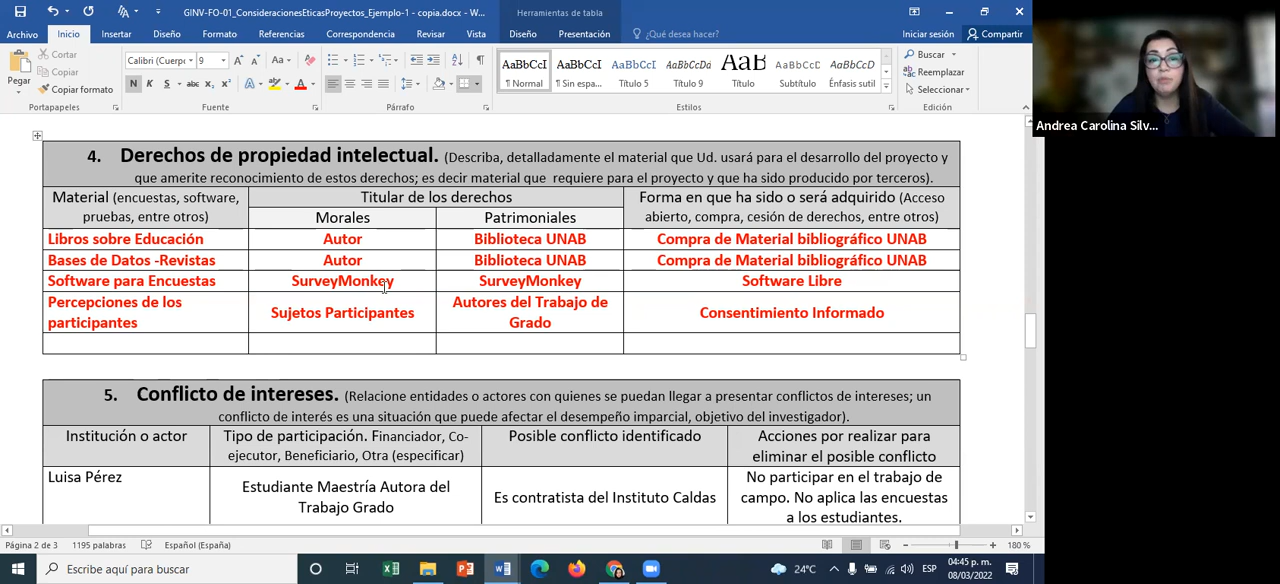 GINV-FO-01_ConsideracionesEticasProyectos_Ejemplo-1 - copia.docx - W...
Herramientas de tabla
Archivo Inicio Insertar Diseño Formato Referencias Correspondencia Revisar Vista Diseño Presentación ¿Qué desea hacer? Iniciar sesión Compartir
Pegar
Cortar
Copiar
Copiar formato
Calibri (Cuerp 9
N K S abc x₂ x² A A
AaBbCcI AaBbCcI AaBbCcI AaBbCcDa AaB AaBbCcD AaBbCcD
¶ Normal ¶ Sin espa... Título 5 Título 9 Título Subtítulo Énfasis sutil
Buscar
Reemplazar
Seleccionar
Portapapeles Fuente Párrafo Estilos Edición
Andrea Carolina Silv...
4. Derechos de propiedad intelectual. (Describa, detalladamente el material que Ud. usará para el desarrollo del proyecto y
que amerite reconocimiento de estos derechos; es decir material que requiere para el proyecto y que ha sido producido por terceros).
Material (encuestas, software,
pruebas, entre otros)
Titular de los derechos
Morales Patrimoniales
Forma en que ha sido o será adquirido (Acceso
abierto, compra, cesión de derechos, entre otros)
Libros sobre Educación Autor Biblioteca UNAB Compra de Material bibliográfico UNAB
Bases de Datos -Revistas Autor Biblioteca UNAB Compra de Material bibliográfico UNAB
Software para Encuestas SurveyMonkey SurveyMonkey Software Libre
Percepciones de los
participantes
Sujetos Participantes
Autores del Trabajo de
Grado
Consentimiento Informado
5. Conflicto de intereses. (Relacione entidades o actores con quienes se puedan llegar a presentar conflictos de intereses; un
conflicto de interés es una situación que puede afectar el desempeño imparcial, objetivo del investigador).
Institución o actor
Tipo de participación. Financiador, Co-
ejecutor, Beneficiario, Otra (especificar)
Posible conflicto identificado
Acciones por realizar para
eliminar el posible conflicto
Luisa Pérez
Estudiante Maestría Autora del
Trabajo Grado
Es contratista del Instituto Caldas
No participar en el trabajo de
campo. No aplica las encuestas
a los estudiantes.
Página 2 de 3 1195 palabras Español (España) 180 %
Escribe aquí para buscar
24°C
ESP
04:45 p. m.
08/03/2022